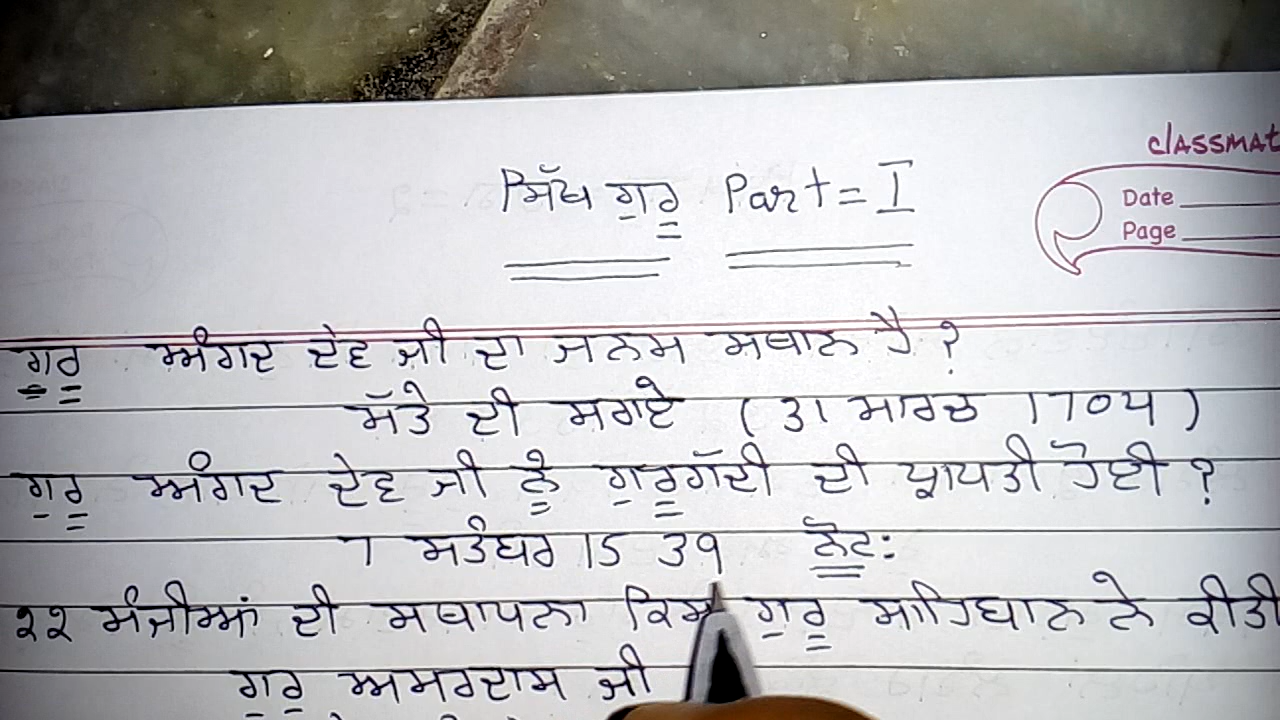 ਸਿੱਖ ਗੁਰੂ Part = I
classmat
Date
Page
ਗੁਰੂ ਅੰਗਦ ਦੇਵ ਜੀ ਦਾ ਜਨਮ ਸਥਾਨ ਹੈ ?
ਮੱਤੇ ਦੀ ਸਰਾਏ ( 31 ਮਾਰਚ 1704 )
ਗੁਰੂ ਅੰਗਦ ਦੇਵ ਜੀ ਨੂੰ ਗੁਰੂਗੱਦੀ ਦੀ ਪ੍ਰਾਪਤੀ ਹੋਈ ?
7 ਸਤੰਬਰ 1539 ਨੋਟ:
22 ਮੰਜੀਆਂ ਦੀ ਸਥਾਪਨਾ ਕਿਸ ਗੁਰੂ ਸਾਹਿਬਾਨ ਨੇ ਕੀਤੀ
ਗੁਰੂ ਅਮਰਦਾਸ ਜੀ